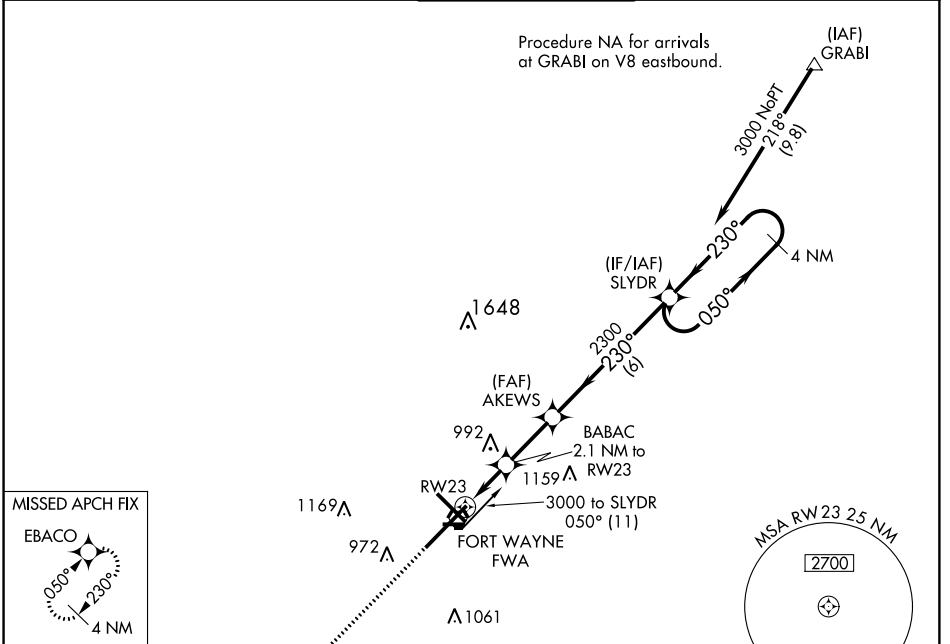 Procedure NA for arrivals
at GRABI on V8 eastbound.
(IAF)
GRABI
3000 NoPT
218°
(9.8)
230°
4 NM
(IF/IAF)
SLYDR
050°
1648
2300
230°
(6)
(FAF)
AKEWS
992
BABAC
2.1 NM to
RW23
1159
RW23
3000 to SLYDR
050° (11)
1169
FORT WAYNE
FWA
972
1061
MISSED APCH FIX
EBACO
050°
230°
4 NM
MSA RW23 25 NM
2700